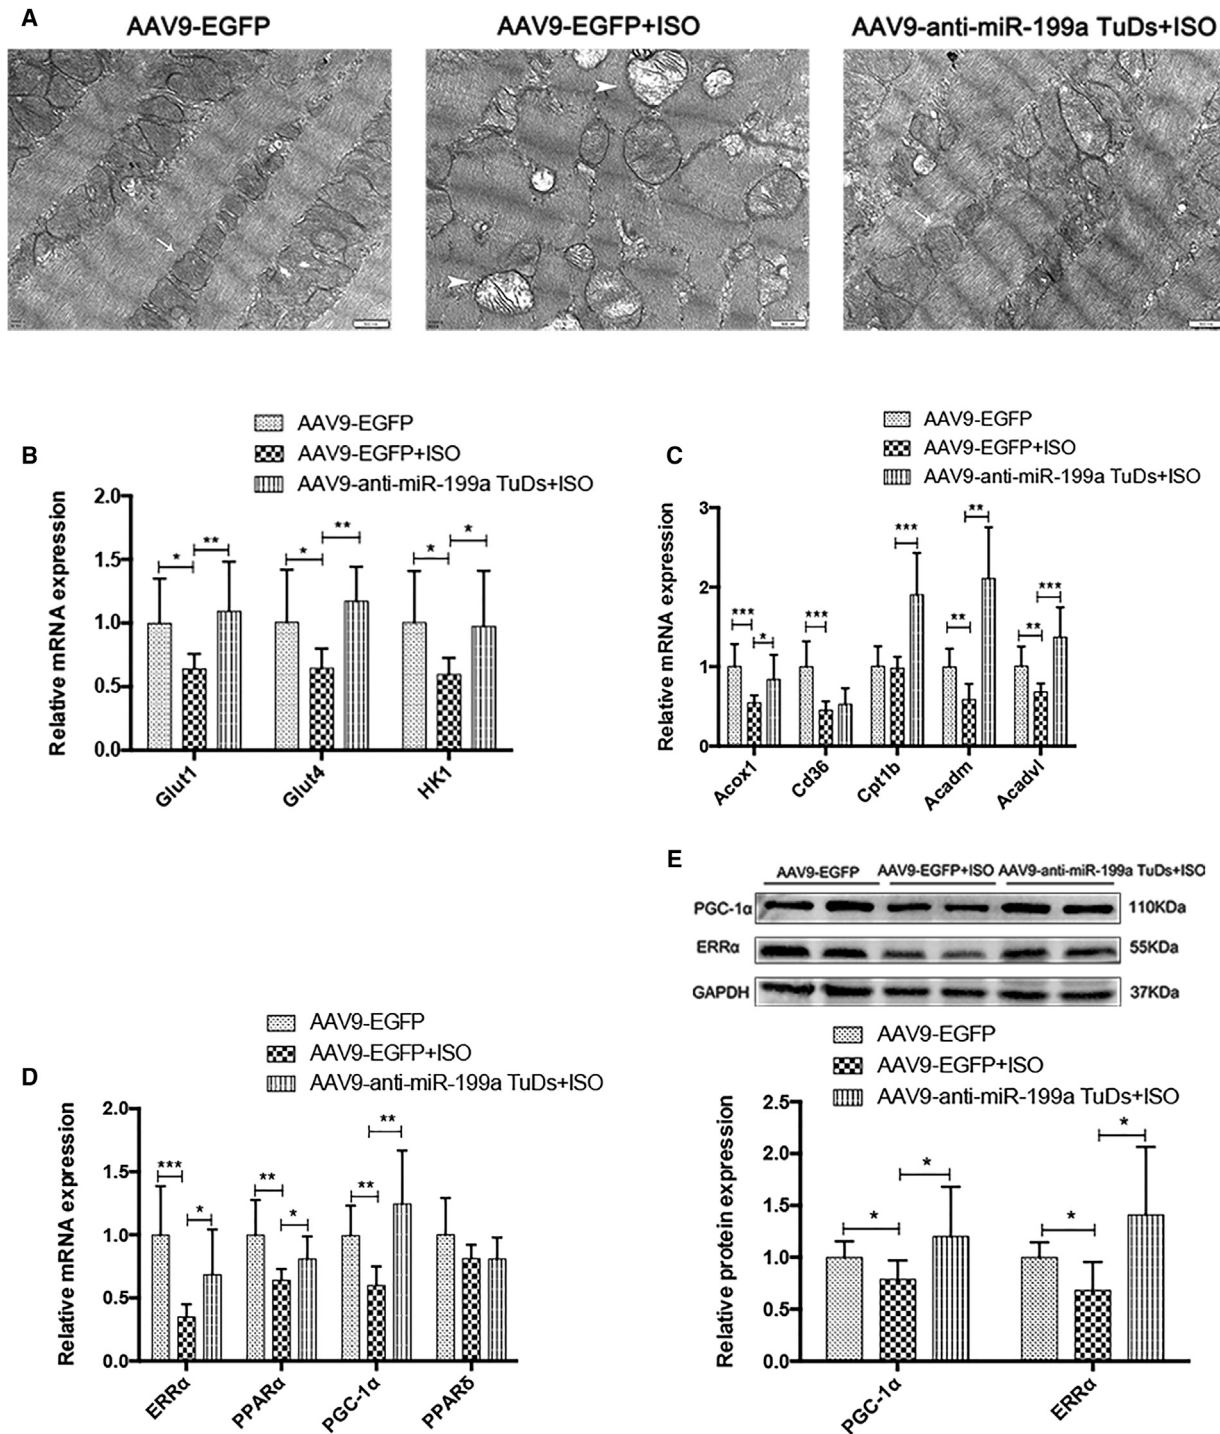 A
AAV9-EGFP
AAV9-EGFP+ISO
AAV9-anti-miR-199a TuDs+ISO
B
AAV9-EGFP
AAV9-EGFP+ISO
AAV9-anti-miR-199a TuDs+ISO
Relative mRNA expression
2.0
1.5
1.0
0.5
0.0
* ** * ** * *
Glut1
Glut4
HK1
C
AAV9-EGFP
AAV9-EGFP+ISO
AAV9-anti-miR-199a TuDs+ISO
Relative mRNA expression
3
2
1
0
*** * *** *** ** ** ** ***
Acox1
Cd36
Cpt1b
Acadm
Acadvl
D
AAV9-EGFP
AAV9-EGFP+ISO
AAV9-anti-miR-199a TuDs+ISO
Relative mRNA expression
2.0
1.5
1.0
0.5
0.0
*** * ** * ** **
ERRα
PPARα
PGC-1α
PPARδ
E
AAV9-EGFP AAV9-EGFP+ISO AAV9-anti-miR-199a TuDs+ISO
PGC-1α 110KDa
ERRα 55KDa
GAPDH 37KDa
AAV9-EGFP
AAV9-EGFP+ISO
AAV9-anti-miR-199a TuDs+ISO
Relative protein expression
2.5
2.0
1.5
1.0
0.5
0.0
* * * *
PGC-1α
ERRα